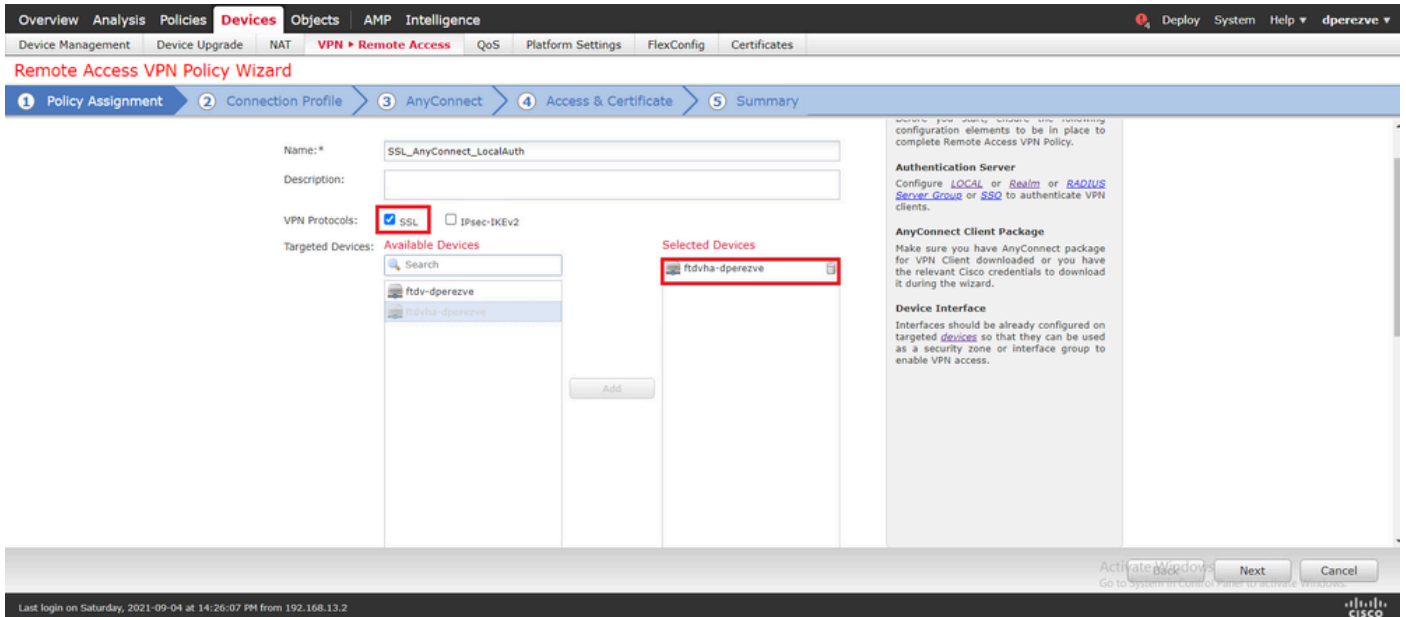 Overview Analysis Policies Devices Objects AMP Intelligence Deploy System Help ▾ dperezve ▾
Device Management Device Upgrade NAT VPN ▸ Remote Access QoS Platform Settings FlexConfig Certificates
Remote Access VPN Policy Wizard
1 Policy Assignment 2 Connection Profile 3 AnyConnect 4 Access & Certificate 5 Summary
Before you start, ensure the following
configuration elements to be in place to
complete Remote Access VPN Policy.
Name:* SSL_AnyConnect_LocalAuth
Description:
VPN Protocols: SSL IPsec-IKEv2
Targeted Devices: Available Devices
Search
ftdv-dperezve
ftdvha-dperezve
Add
Selected Devices
ftdvha-dperezve
Authentication Server
Configure LOCAL or Realm or RADIUS
Server Group or SSO to authenticate VPN
clients.
AnyConnect Client Package
Make sure you have AnyConnect package
for VPN Client downloaded or you have
the relevant Cisco credentials to download
it during the wizard.
Device Interface
Interfaces should be already configured on
targeted devices so that they can be used
as a security zone or interface group to
enable VPN access.
Activate Windows
Go to System in Control Panel to activate Windows.
Back Next Cancel
Last login on Saturday, 2021-09-04 at 14:26:07 PM from 192.168.13.2
CISCO